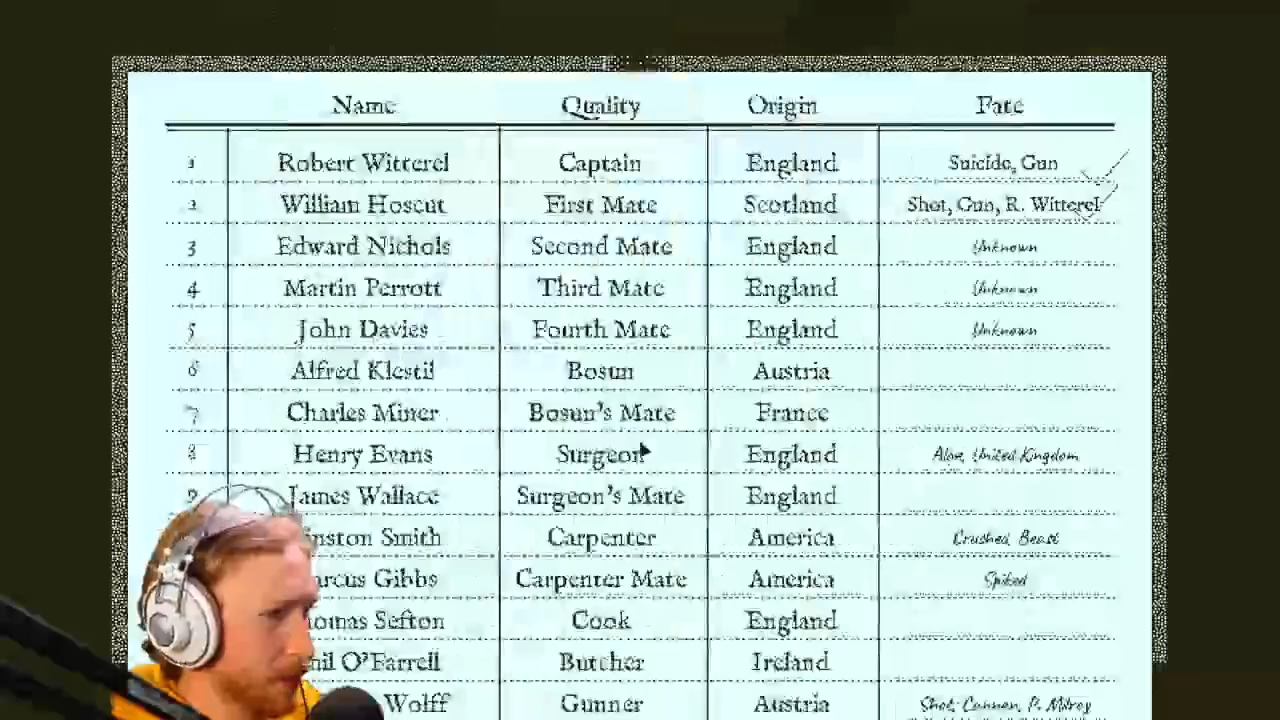 Name Quality Origin Fate
1 Robert Witterel Captain England Suicide, Gun
2 William Hoscut First Mate Scotland Shot, Gun, R. Witterel
3 Edward Nichols Second Mate England Unknown
4 Martin Perrott Third Mate England Unknown
5 John Davies Fourth Mate England Unknown
6 Alfred Klestil Bosun Austria
7 Charles Miner Bosun's Mate France
8 Henry Evans Surgeon England Alive, United Kingdom
James Wallace Surgeon's Mate England
Smith Carpenter America Crushed, Beast
Gibbs Carpenter Mate America Spiked
Sefton Cook England
O'Farrell Butcher Ireland
Wolff Gunner Austria Shot, Cannon, P. Milroy